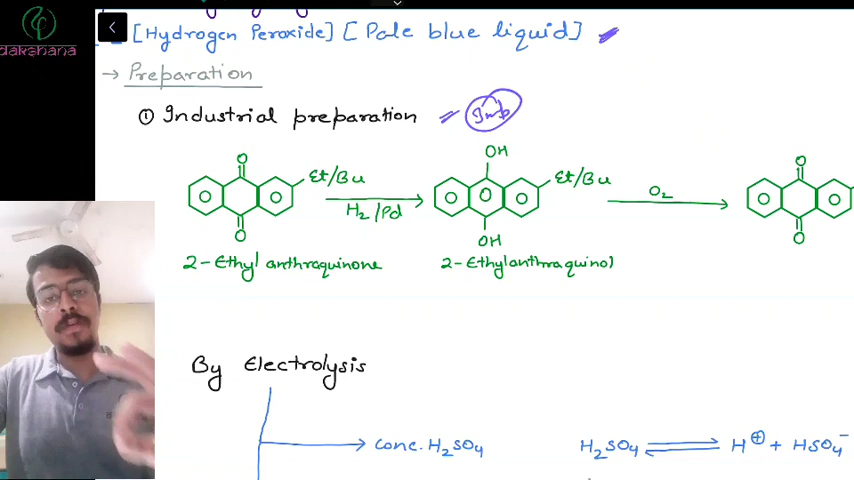 dakshana
[Hydrogen Peroxide] [Pale blue liquid]
→ Preparation
① Industrial preparation Imp
O Et/Bu H₂/Pd O
OH Et/Bu O₂ OH
O O
2-Ethyl anthraquinone
2-Ethylanthraquinol
By Electrolysis
conc. H₂SO₄
H₂SO₄ ⇌ H⊕ + HSO₄⁻